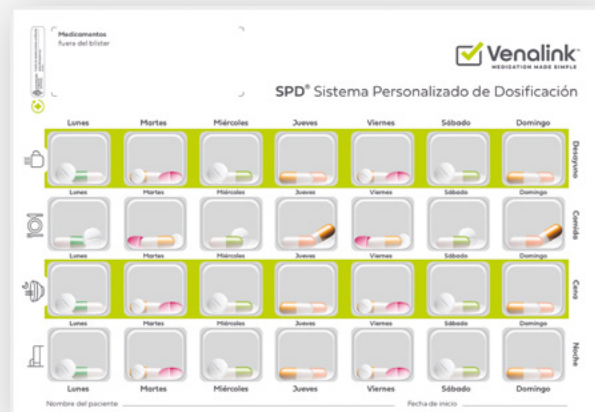 Medicamentos
fuera del blíster
Venalink™
MEDICATION MADE SIMPLE
SPD® Sistema Personalizado de Dosificación
Lunes Martes Miércoles Jueves Viernes Sábado Domingo
Desayuno
Lunes Martes Miércoles Jueves Viernes Sábado Domingo
Comida
Lunes Martes Miércoles Jueves Viernes Sábado Domingo
Cena
Lunes Martes Miércoles Jueves Viernes Sábado Domingo
Noche
Lunes Martes Miércoles Jueves Viernes Sábado Domingo
Nombre del paciente Fecha de inicio